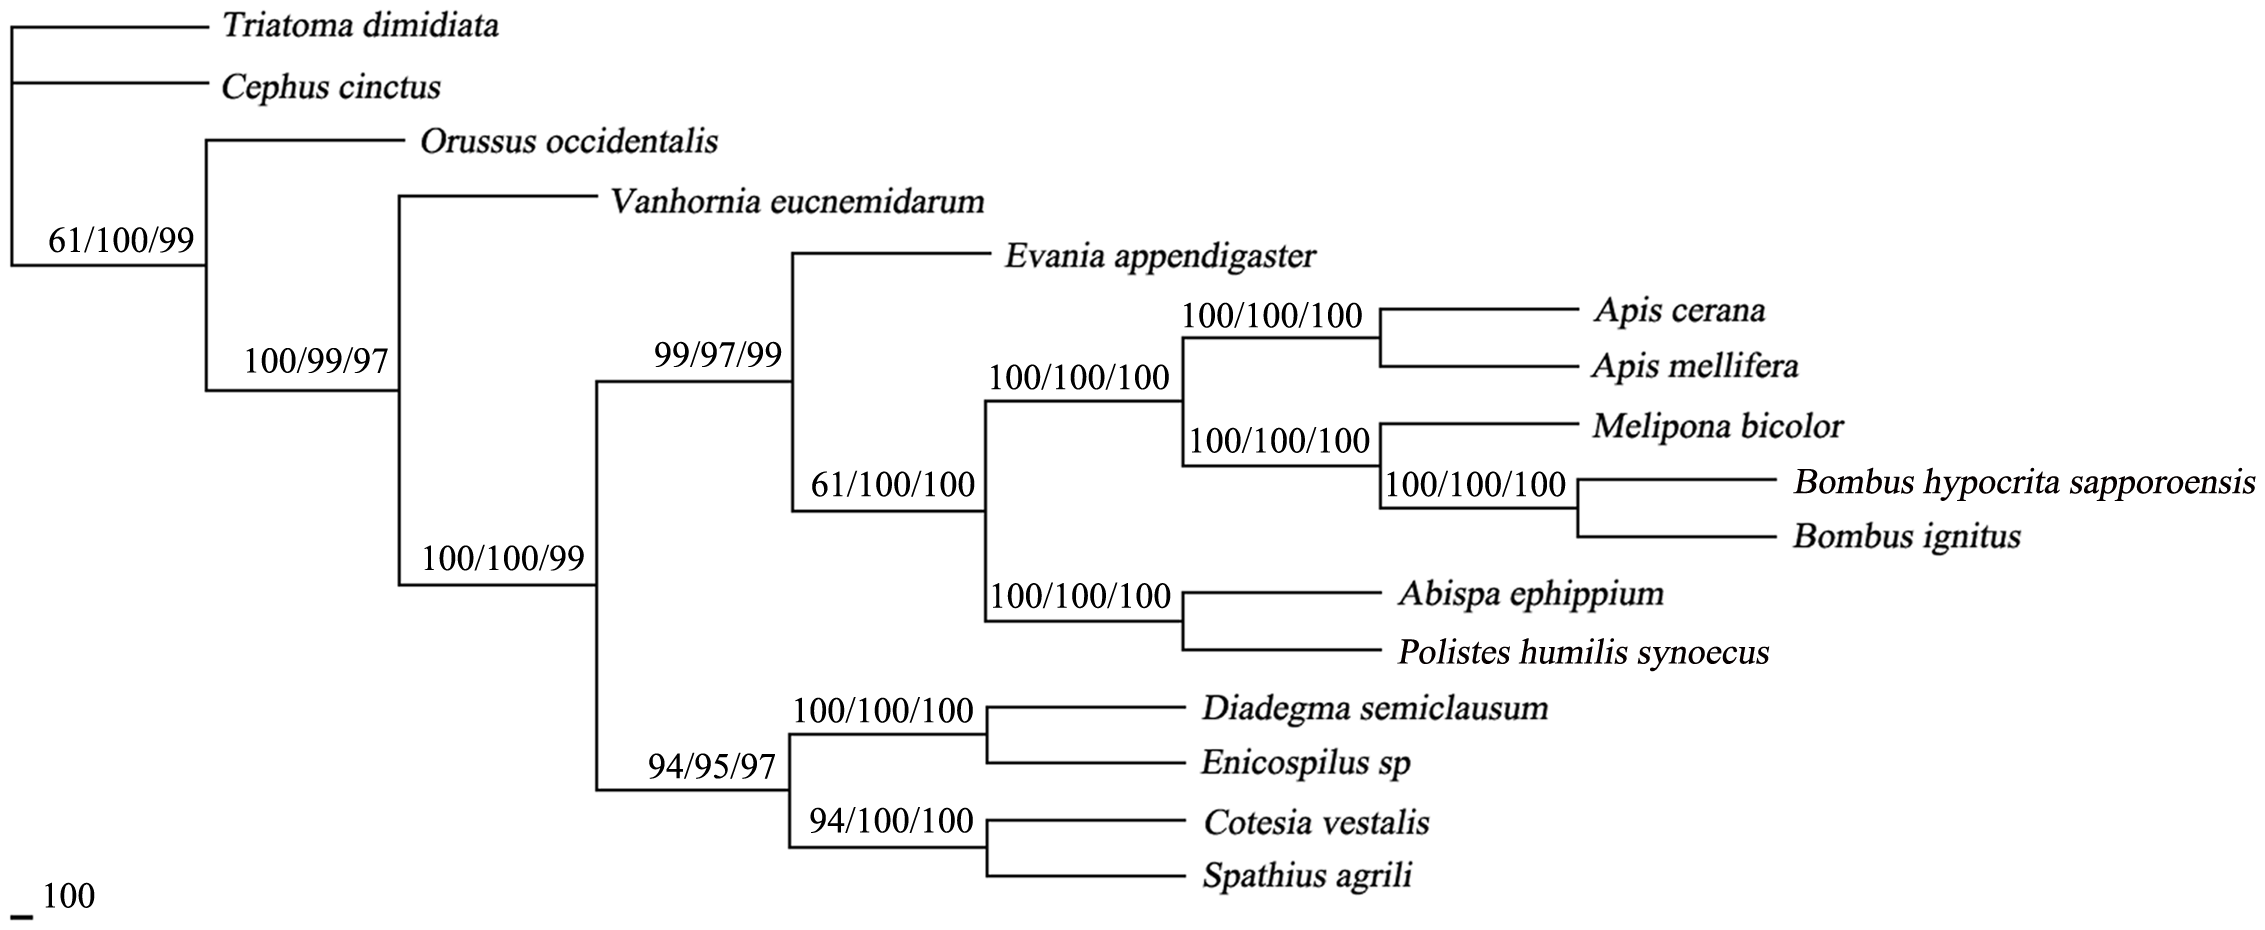 Triatoma dimidiata
Cephus cinctus
Orussus occidentalis
Vanhornia eucnemidarum
61/100/99
Evania appendigaster
100/100/100
Apis cerana
100/99/97
99/97/99
Apis mellifera
100/100/100
Melipona bicolor
100/100/100
61/100/100
100/100/100
Bombus hypocrita sapporoensis
Bombus ignitus
100/100/99
100/100/100
Abispa ephippium
Polistes humilis synoecus
100/100/100
Diadegma semiclausum
94/95/97
Enicospilus sp
94/100/100
Cotesia vestalis
Spathius agrili
100